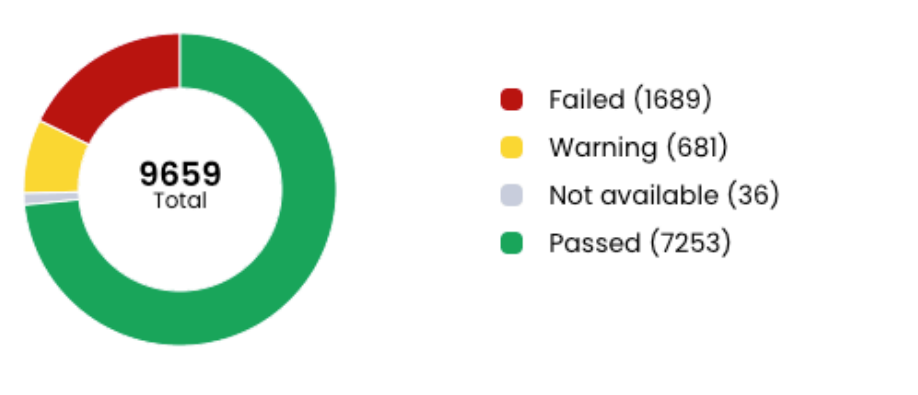 9659
Total
Failed (1689)
Warning (681)
Not available (36)
Passed (7253)